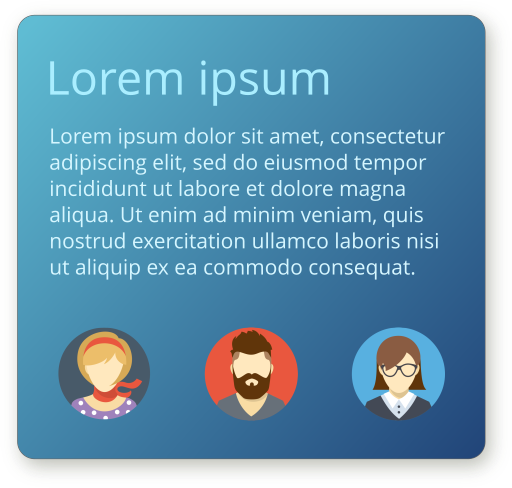 Lorem ipsum
Lorem ipsum dolor sit amet, consectetur
adipiscing elit, sed do eiusmod tempor
incididunt ut labore et dolore magna
aliqua. Ut enim ad minim veniam, quis
nostrud exercitation ullamco laboris nisi
ut aliquip ex ea commodo consequat.